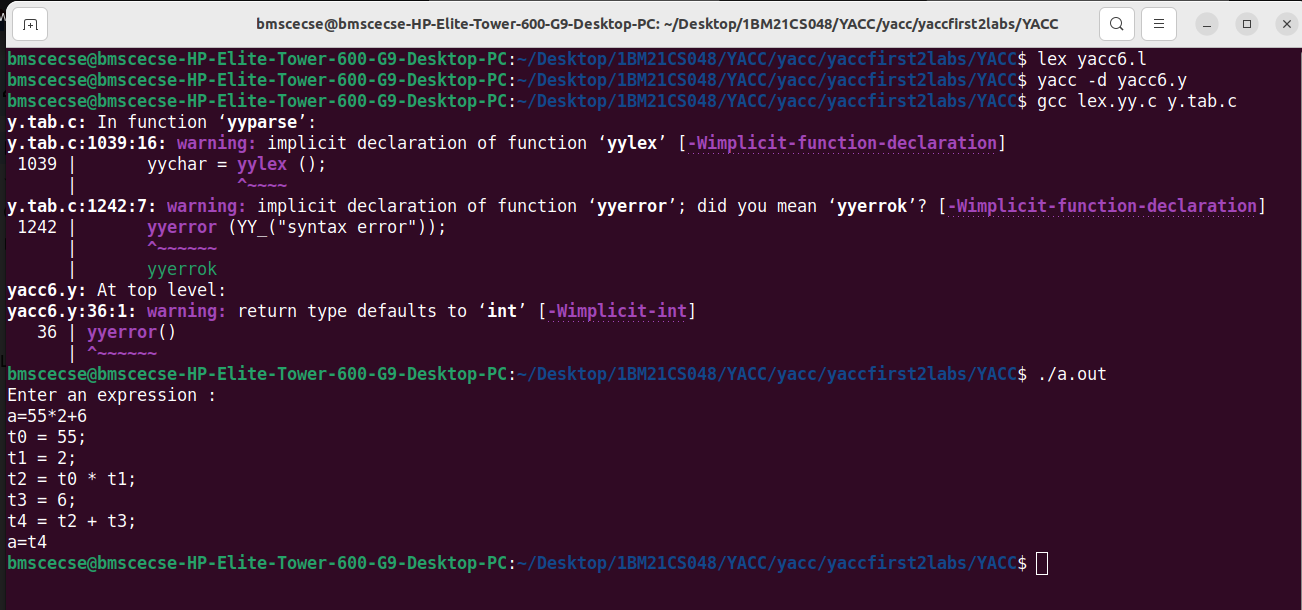 bmscecse@bmscecse-HP-Elite-Tower-600-G9-Desktop-PC: ~/Desktop/1BM21CS048/YACC/yacc/yaccfirst2labs/YACC
bmscecse@bmscecse-HP-Elite-Tower-600-G9-Desktop-PC:~/Desktop/1BM21CS048/YACC/yacc/yaccfirst2labs/YACC$ lex yacc6.l
bmscecse@bmscecse-HP-Elite-Tower-600-G9-Desktop-PC:~/Desktop/1BM21CS048/YACC/yacc/yaccfirst2labs/YACC$ yacc -d yacc6.y
bmscecse@bmscecse-HP-Elite-Tower-600-G9-Desktop-PC:~/Desktop/1BM21CS048/YACC/yacc/yaccfirst2labs/YACC$ gcc lex.yy.c y.tab.c
y.tab.c: In function ‘yyparse’:
y.tab.c:1039:16: warning: implicit declaration of function ‘yylex’ [-Wimplicit-function-declaration]
 1039 |       yychar = yylex ();
      |                ^~~~~
y.tab.c:1242:7: warning: implicit declaration of function ‘yyerror’; did you mean ‘yyerrok’? [-Wimplicit-function-declaration]
 1242 |       yyerror (YY_("syntax error"));
      |       ^~~~~~~
      |       yyerrok
yacc6.y: At top level:
yacc6.y:36:1: warning: return type defaults to ‘int’ [-Wimplicit-int]
   36 | yyerror()
      | ^~~~~~~
bmscecse@bmscecse-HP-Elite-Tower-600-G9-Desktop-PC:~/Desktop/1BM21CS048/YACC/yacc/yaccfirst2labs/YACC$ ./a.out
Enter an expression :
a=55*2+6
t0 = 55;
t1 = 2;
t2 = t0 * t1;
t3 = 6;
t4 = t2 + t3;
a=t4
bmscecse@bmscecse-HP-Elite-Tower-600-G9-Desktop-PC:~/Desktop/1BM21CS048/YACC/yacc/yaccfirst2labs/YACC$